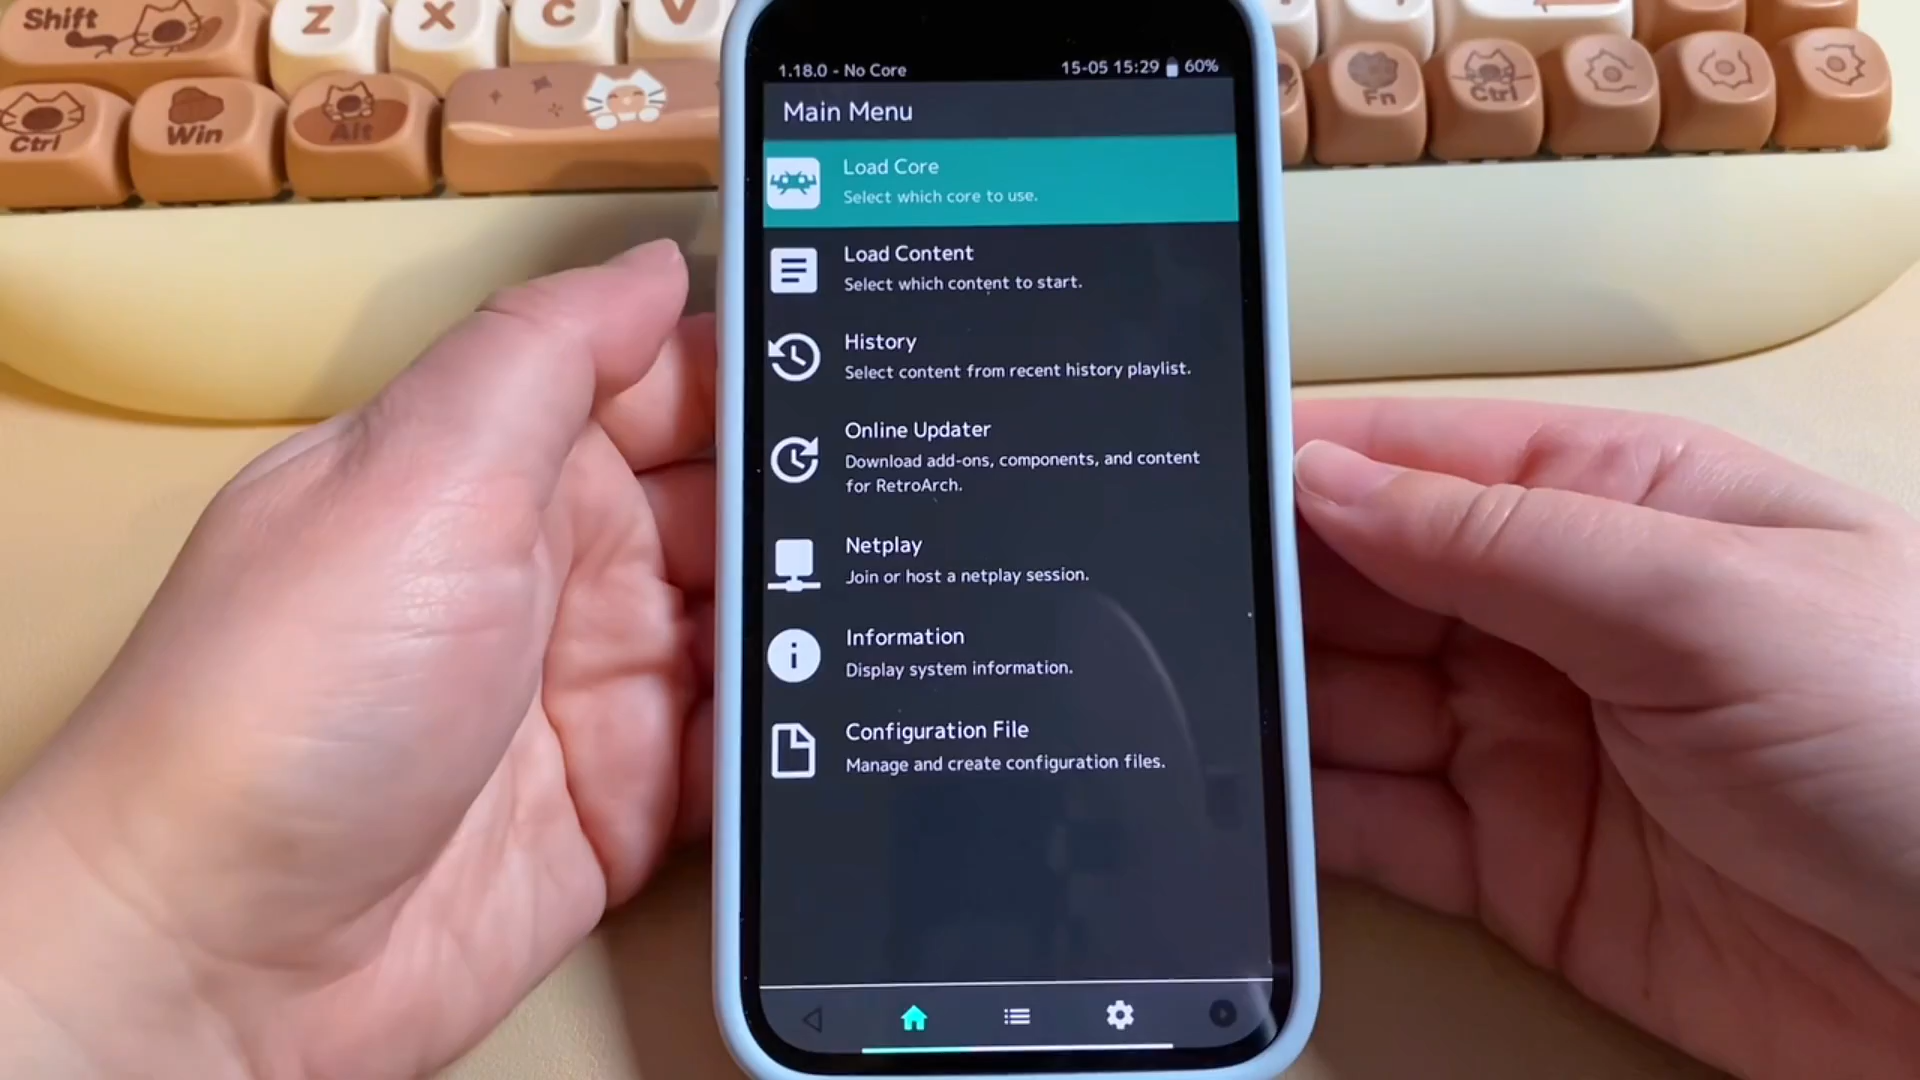 Shift
Z
X
C
V
Ctrl
Win
Alt
Fn
Ctrl
1.18.0 - No Core
15-05 15:29 60%
Main Menu
Load Core
Select which core to use.
Load Content
Select which content to start.
History
Select content from recent history playlist.
Online Updater
Download add-ons, components, and content
for RetroArch.
Netplay
Join or host a netplay session.
Information
Display system information.
Configuration File
Manage and create configuration files.